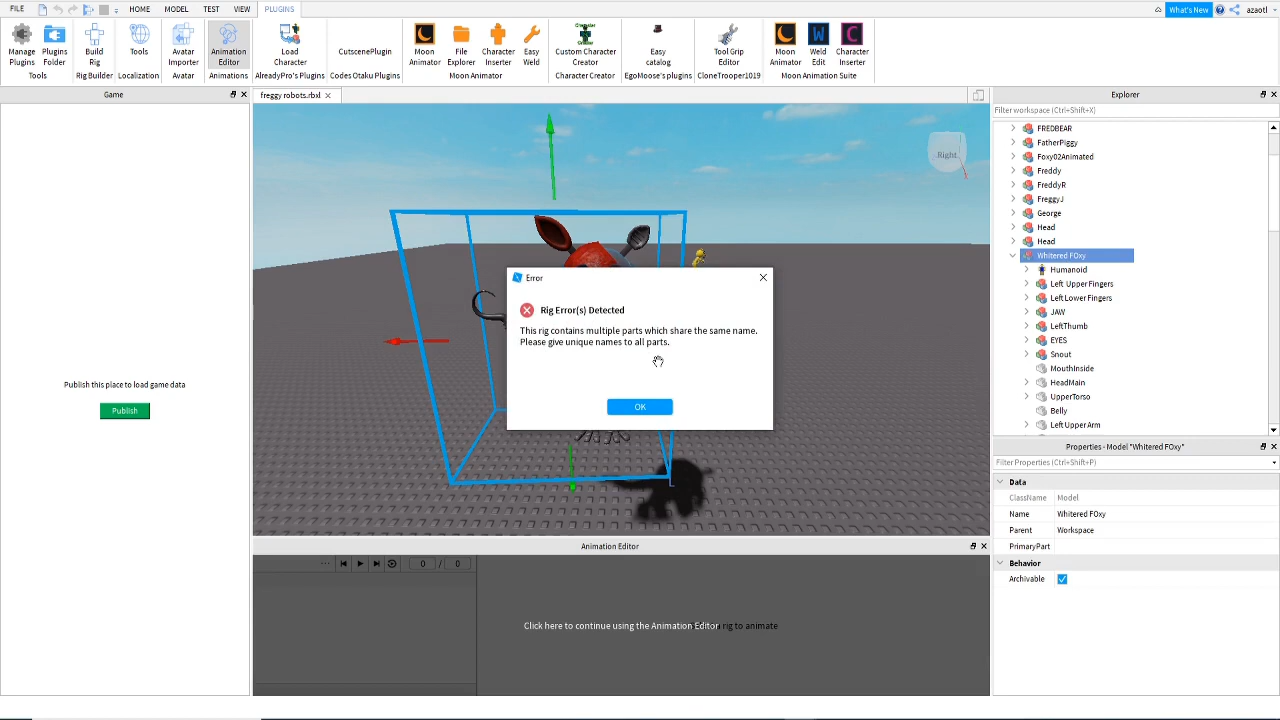 FILE HOME MODEL TEST VIEW PLUGINS What's New azaotl
Manage Plugins
Plugins Folder
Build Rig
Tools
Avatar Importer
Animation Editor
Load Character
CutscenePlugin
Moon Animator
File Explorer
Character Inserter
Easy Weld
Custom Character Creator
Easy catalog
Tool Grip Editor
Moon Animator
Weld Edit
Character Inserter
Tools Rig Builder Localization Avatar Animations AlreadyPro's Plugins Codes Otaku Plugins Moon Animator Character Creator EgoMoose's plugins CloneTrooper1019 Moon Animation Suite
Game
Publish this place to load game data
Publish
freggy robots.rbxl
Right
Error
Rig Error(s) Detected
This rig contains multiple parts which share the same name.
Please give unique names to all parts.
OK
Animation Editor
0 / 0
Click here to continue using the Animation Editor
rig to animate
Explorer
Filter workspace (Ctrl+Shift+X)
FREDBEAR
FatherPiggy
Foxy02Animated
Freddy
FreddyR
FreggyJ
George
Head
Head
Whitered FOxy
Humanoid
Left Upper Fingers
Left Lower Fingers
JAW
LeftThumb
EYES
Snout
MouthInside
HeadMain
UpperTorso
Belly
Left Upper Arm
Properties - Model "Whitered FOxy"
Filter Properties (Ctrl+Shift+P)
Data
ClassName Model
Name Whitered FOxy
Parent Workspace
PrimaryPart
Behavior
Archivable